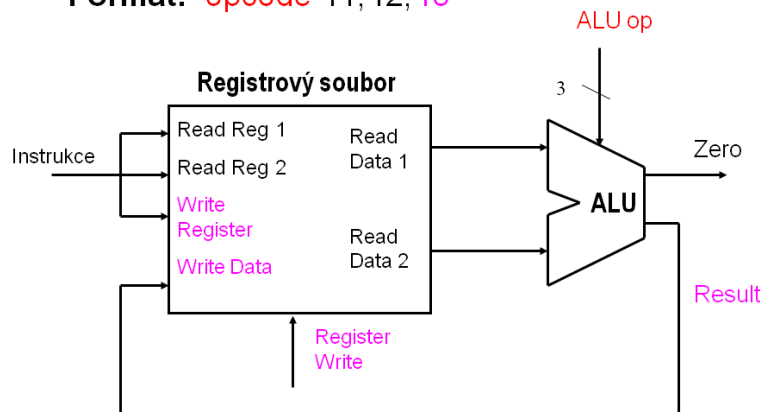 ALU op
3
Registrový soubor
Instrukce
Read Reg 1
Read Reg 2
Write
Register
Write Data
Read
Data 1
Read
Data 2
ALU
Zero
Result
Register
Write